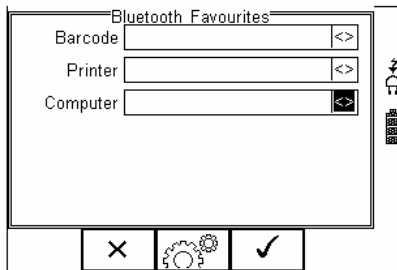 Bluetooth Favourites
Barcode <>
Printer <>
Computer <>